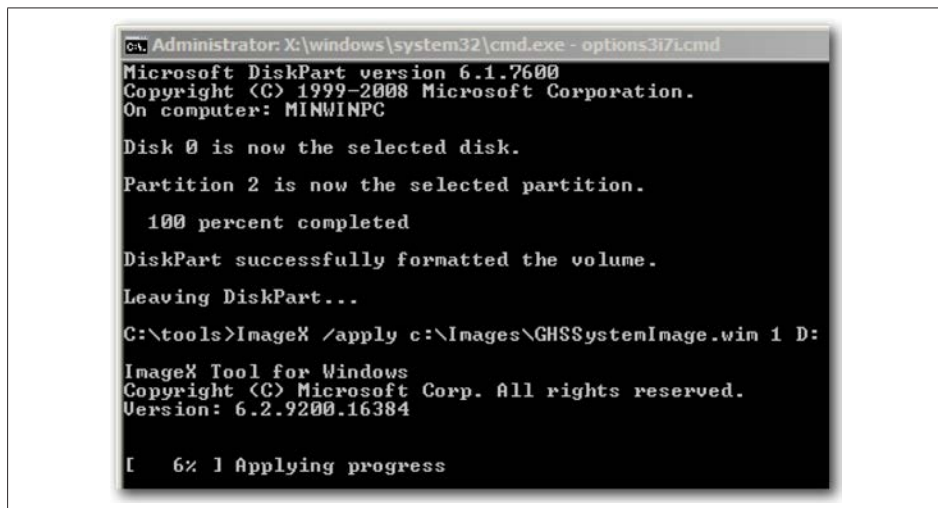 Administrator: X:\windows\system32\cmd.exe - options3i7i.cmd
Microsoft DiskPart version 6.1.7600
Copyright (C) 1999-2008 Microsoft Corporation.
On computer: MINWINPC
Disk 0 is now the selected disk.
Partition 2 is now the selected partition.
100 percent completed
DiskPart successfully formatted the volume.
Leaving DiskPart...
C:\tools>ImageX /apply c:\Images\GHSSystemImage.wim 1 D:
ImageX Tool for Windows
Copyright (C) Microsoft Corp. All rights reserved.
Version: 6.2.9200.16384
[   6% ] Applying progress